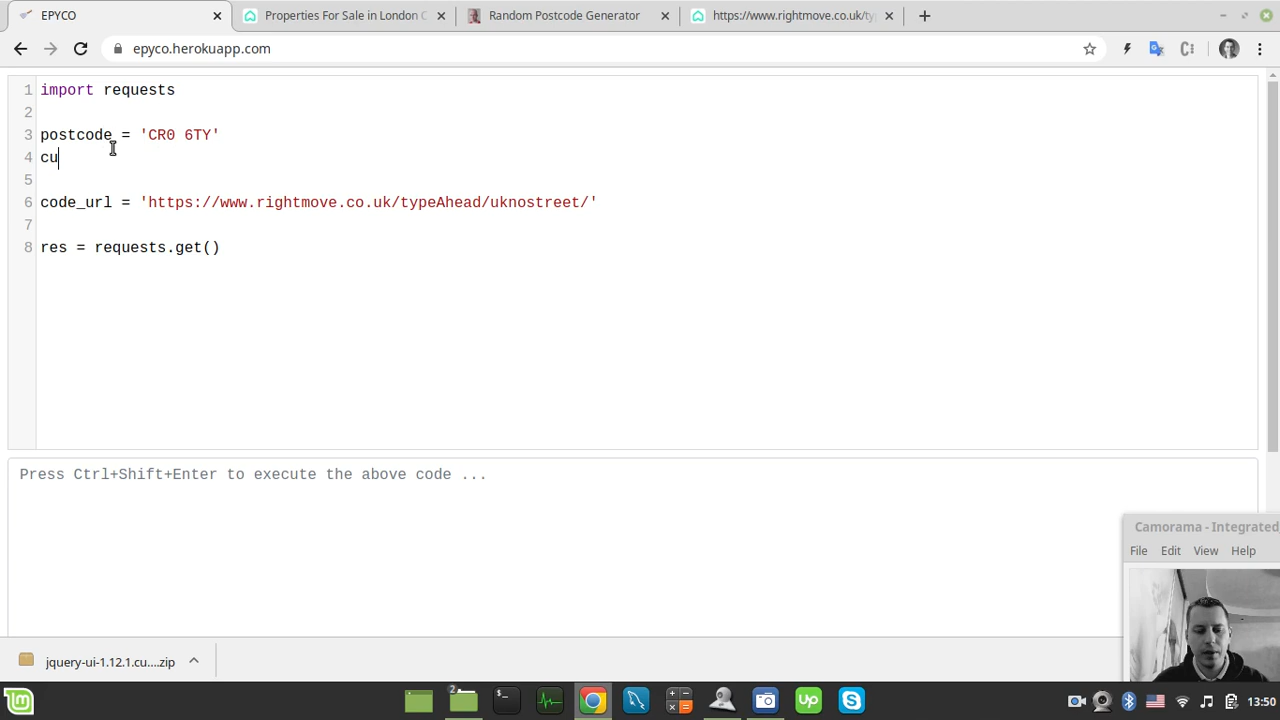 EPYCO
Properties For Sale in London C
Random Postcode Generator
https://www.rightmove.co.uk/ty
epyco.herokuapp.com
1 import requests
2
3 postcode = 'CR0 6TY'
4 cu
5
6 code_url = 'https://www.rightmove.co.uk/typeAhead/uknostreet/'
7
8 res = requests.get()
Press Ctrl+Shift+Enter to execute the above code ...
Camorama - Integrated
File Edit View Help
jquery-ui-1.12.1.cu....zip
2
Up
13:50